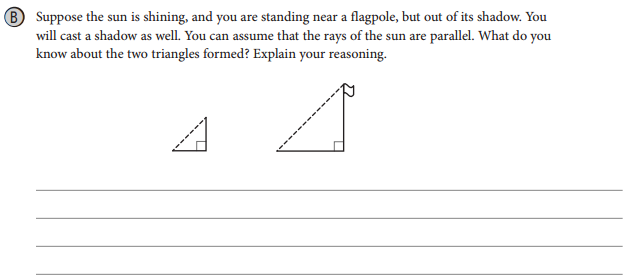 B Suppose the sun is shining, and you are standing near a flagpole, but out of its shadow. You
will cast a shadow as well. You can assume that the rays of the sun are parallel. What do you
know about the two triangles formed? Explain your reasoning.